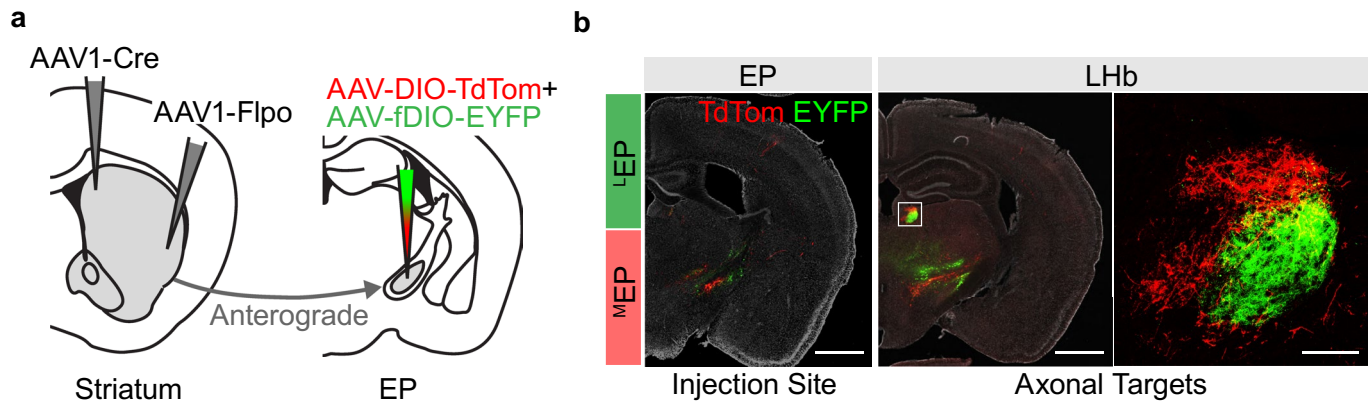 a
AAV1-Cre
AAV1-Flpo
AAV-DIO-TdTom+
AAV-fDIO-EYFP
Anterograde
Striatum
EP
b
EP
LHb
TdTom EYFP
ᴸEP
ᴹEP
Injection Site
Axonal Targets